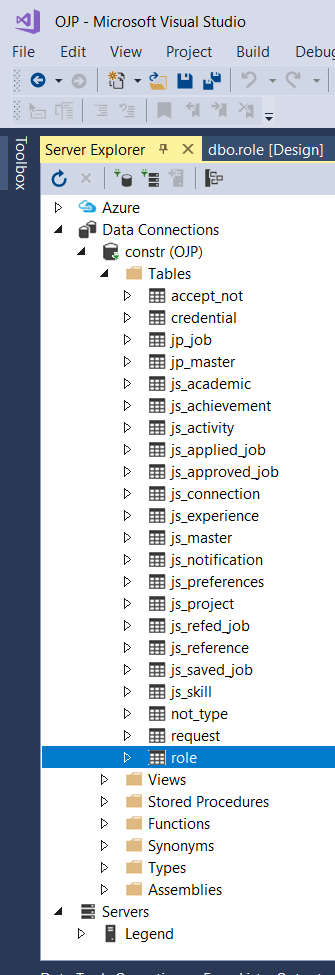 OJP - Microsoft Visual Studio
File Edit View Project Build Debug
Toolbox
Server Explorer dbo.role [Design]
Azure
Data Connections
constr (OJP)
Tables
accept_not
credential
jp_job
jp_master
js_academic
js_achievement
js_activity
js_applied_job
js_approved_job
js_connection
js_experience
js_master
js_notification
js_preferences
js_project
js_refed_job
js_reference
js_saved_job
js_skill
not_type
request
role
Views
Stored Procedures
Functions
Synonyms
Types
Assemblies
Servers
Legend